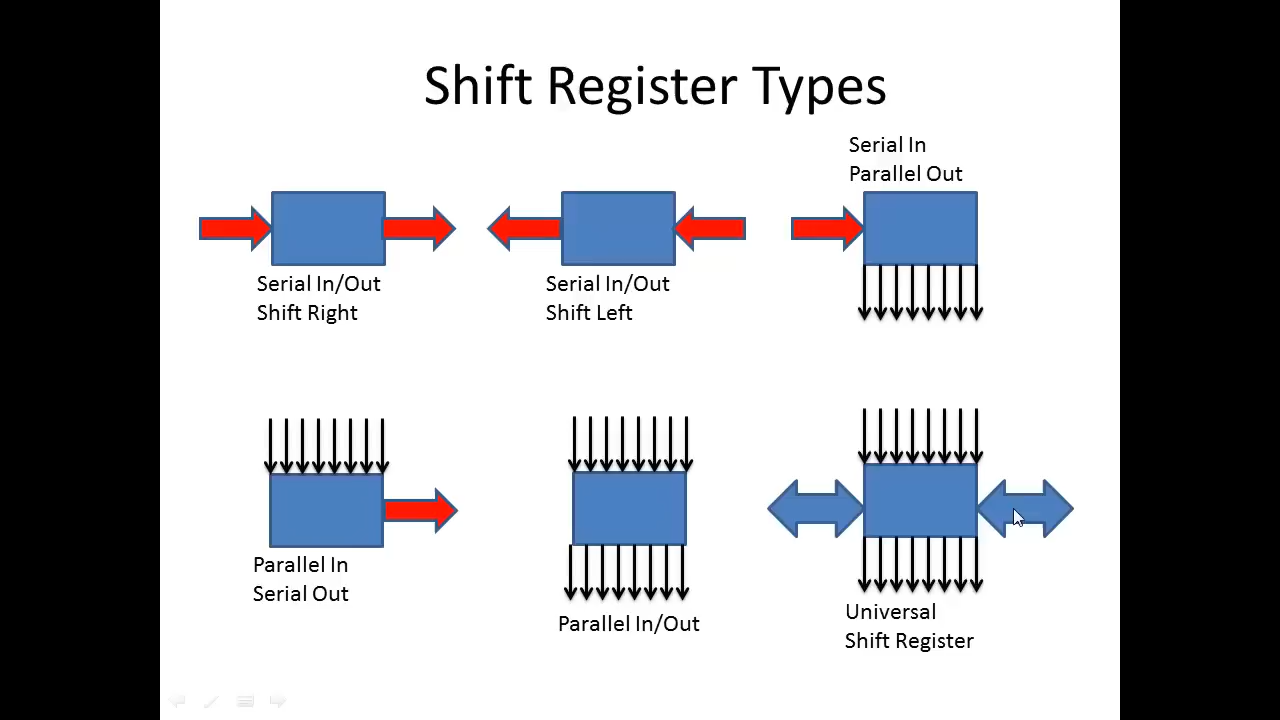 Shift Register Types
Serial In/Out
Shift Right
Serial In/Out
Shift Left
Serial In
Parallel Out
Parallel In
Serial Out
Parallel In/Out
Universal
Shift Register